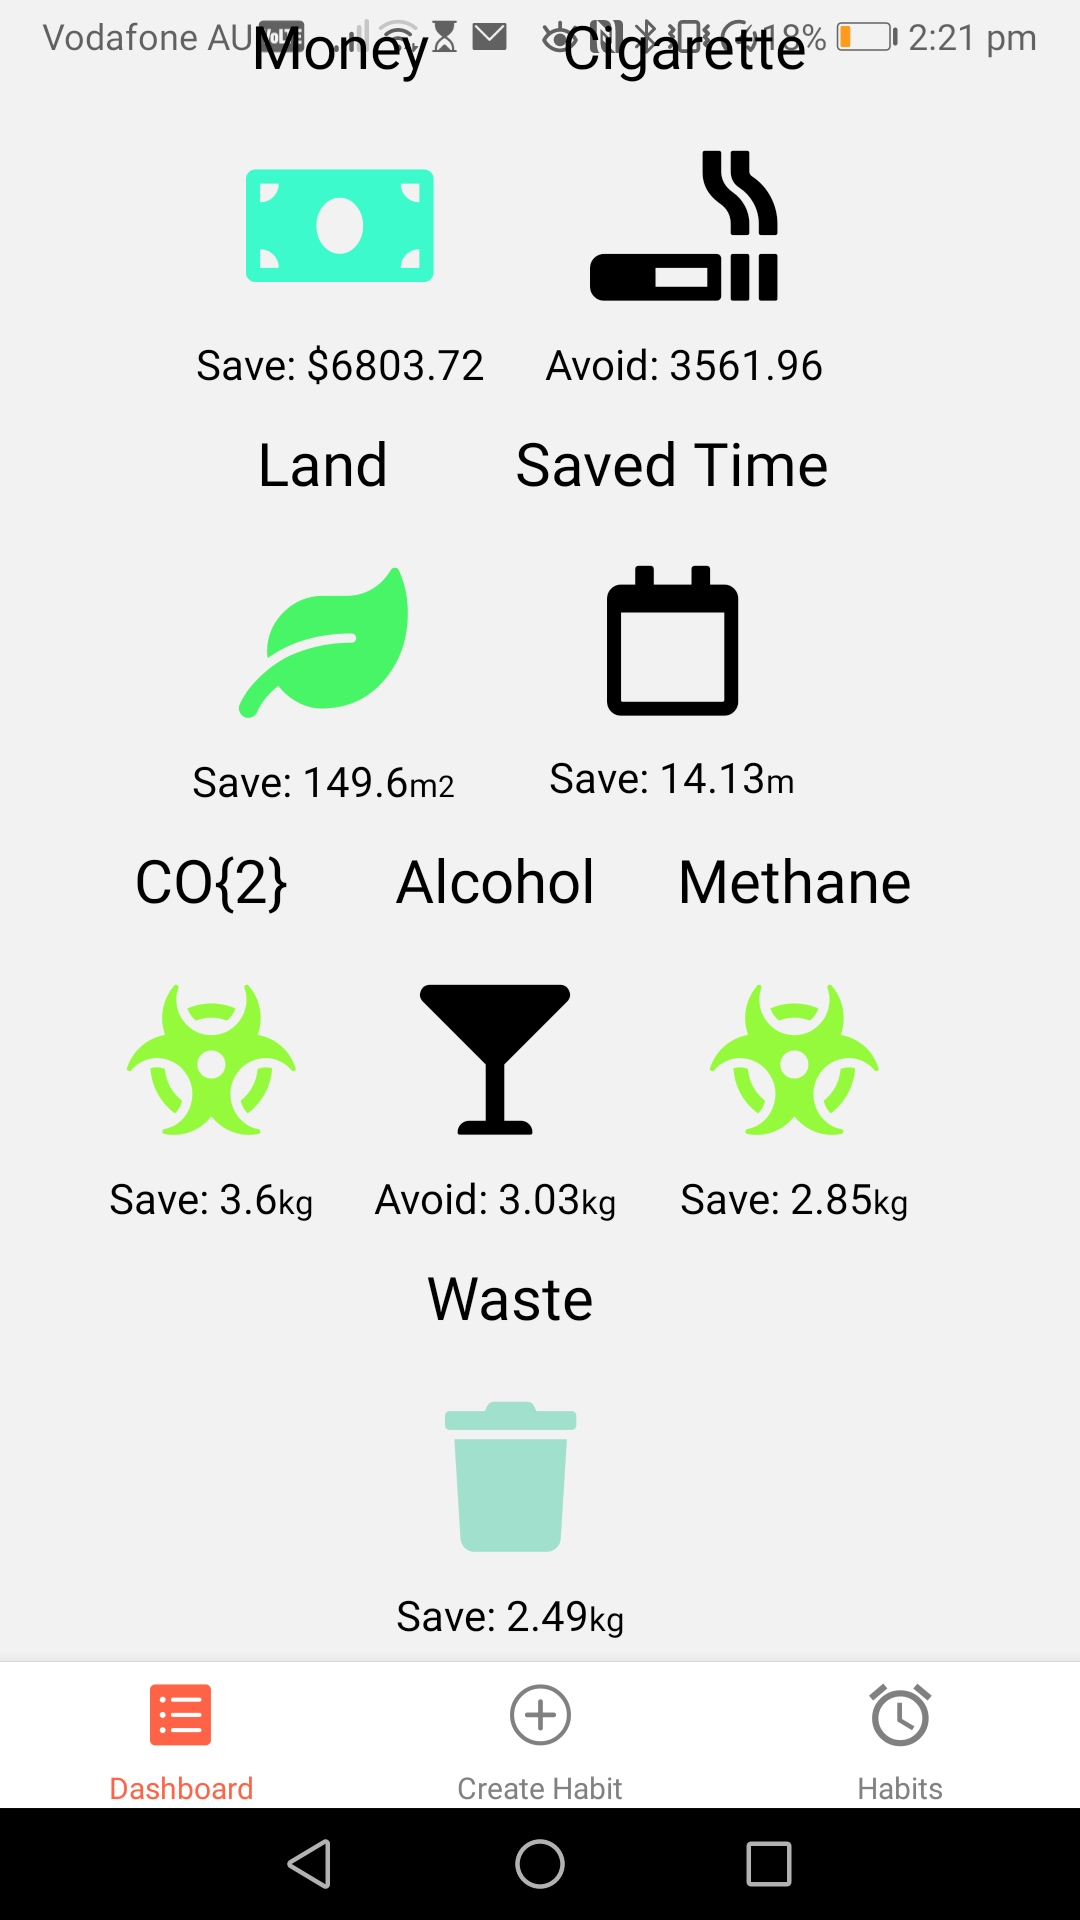 Vodafone AU VoLTE 18% 2:21 pm
Money Cigarette
Save: $6803.72 Avoid: 3561.96
Land Saved Time
Save: 149.6m2 Save: 14.13m
CO{2} Alcohol Methane
Save: 3.6kg Avoid: 3.03kg Save: 2.85kg
Waste
Save: 2.49kg
Dashboard Create Habit Habits